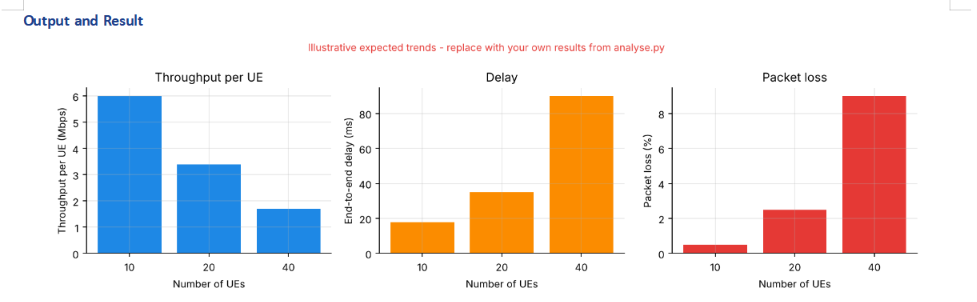 Output and Result
Illustrative expected trends - replace with your own results from analyse.py
Throughput per UE
Throughput per UE (Mbps)
6
5
4
3
2
1
0
10 20 40
Number of UEs
Delay
End-to-end delay (ms)
80
60
40
20
0
10 20 40
Number of UEs
Packet loss
Packet loss (%)
8
6
4
2
0
10 20 40
Number of UEs